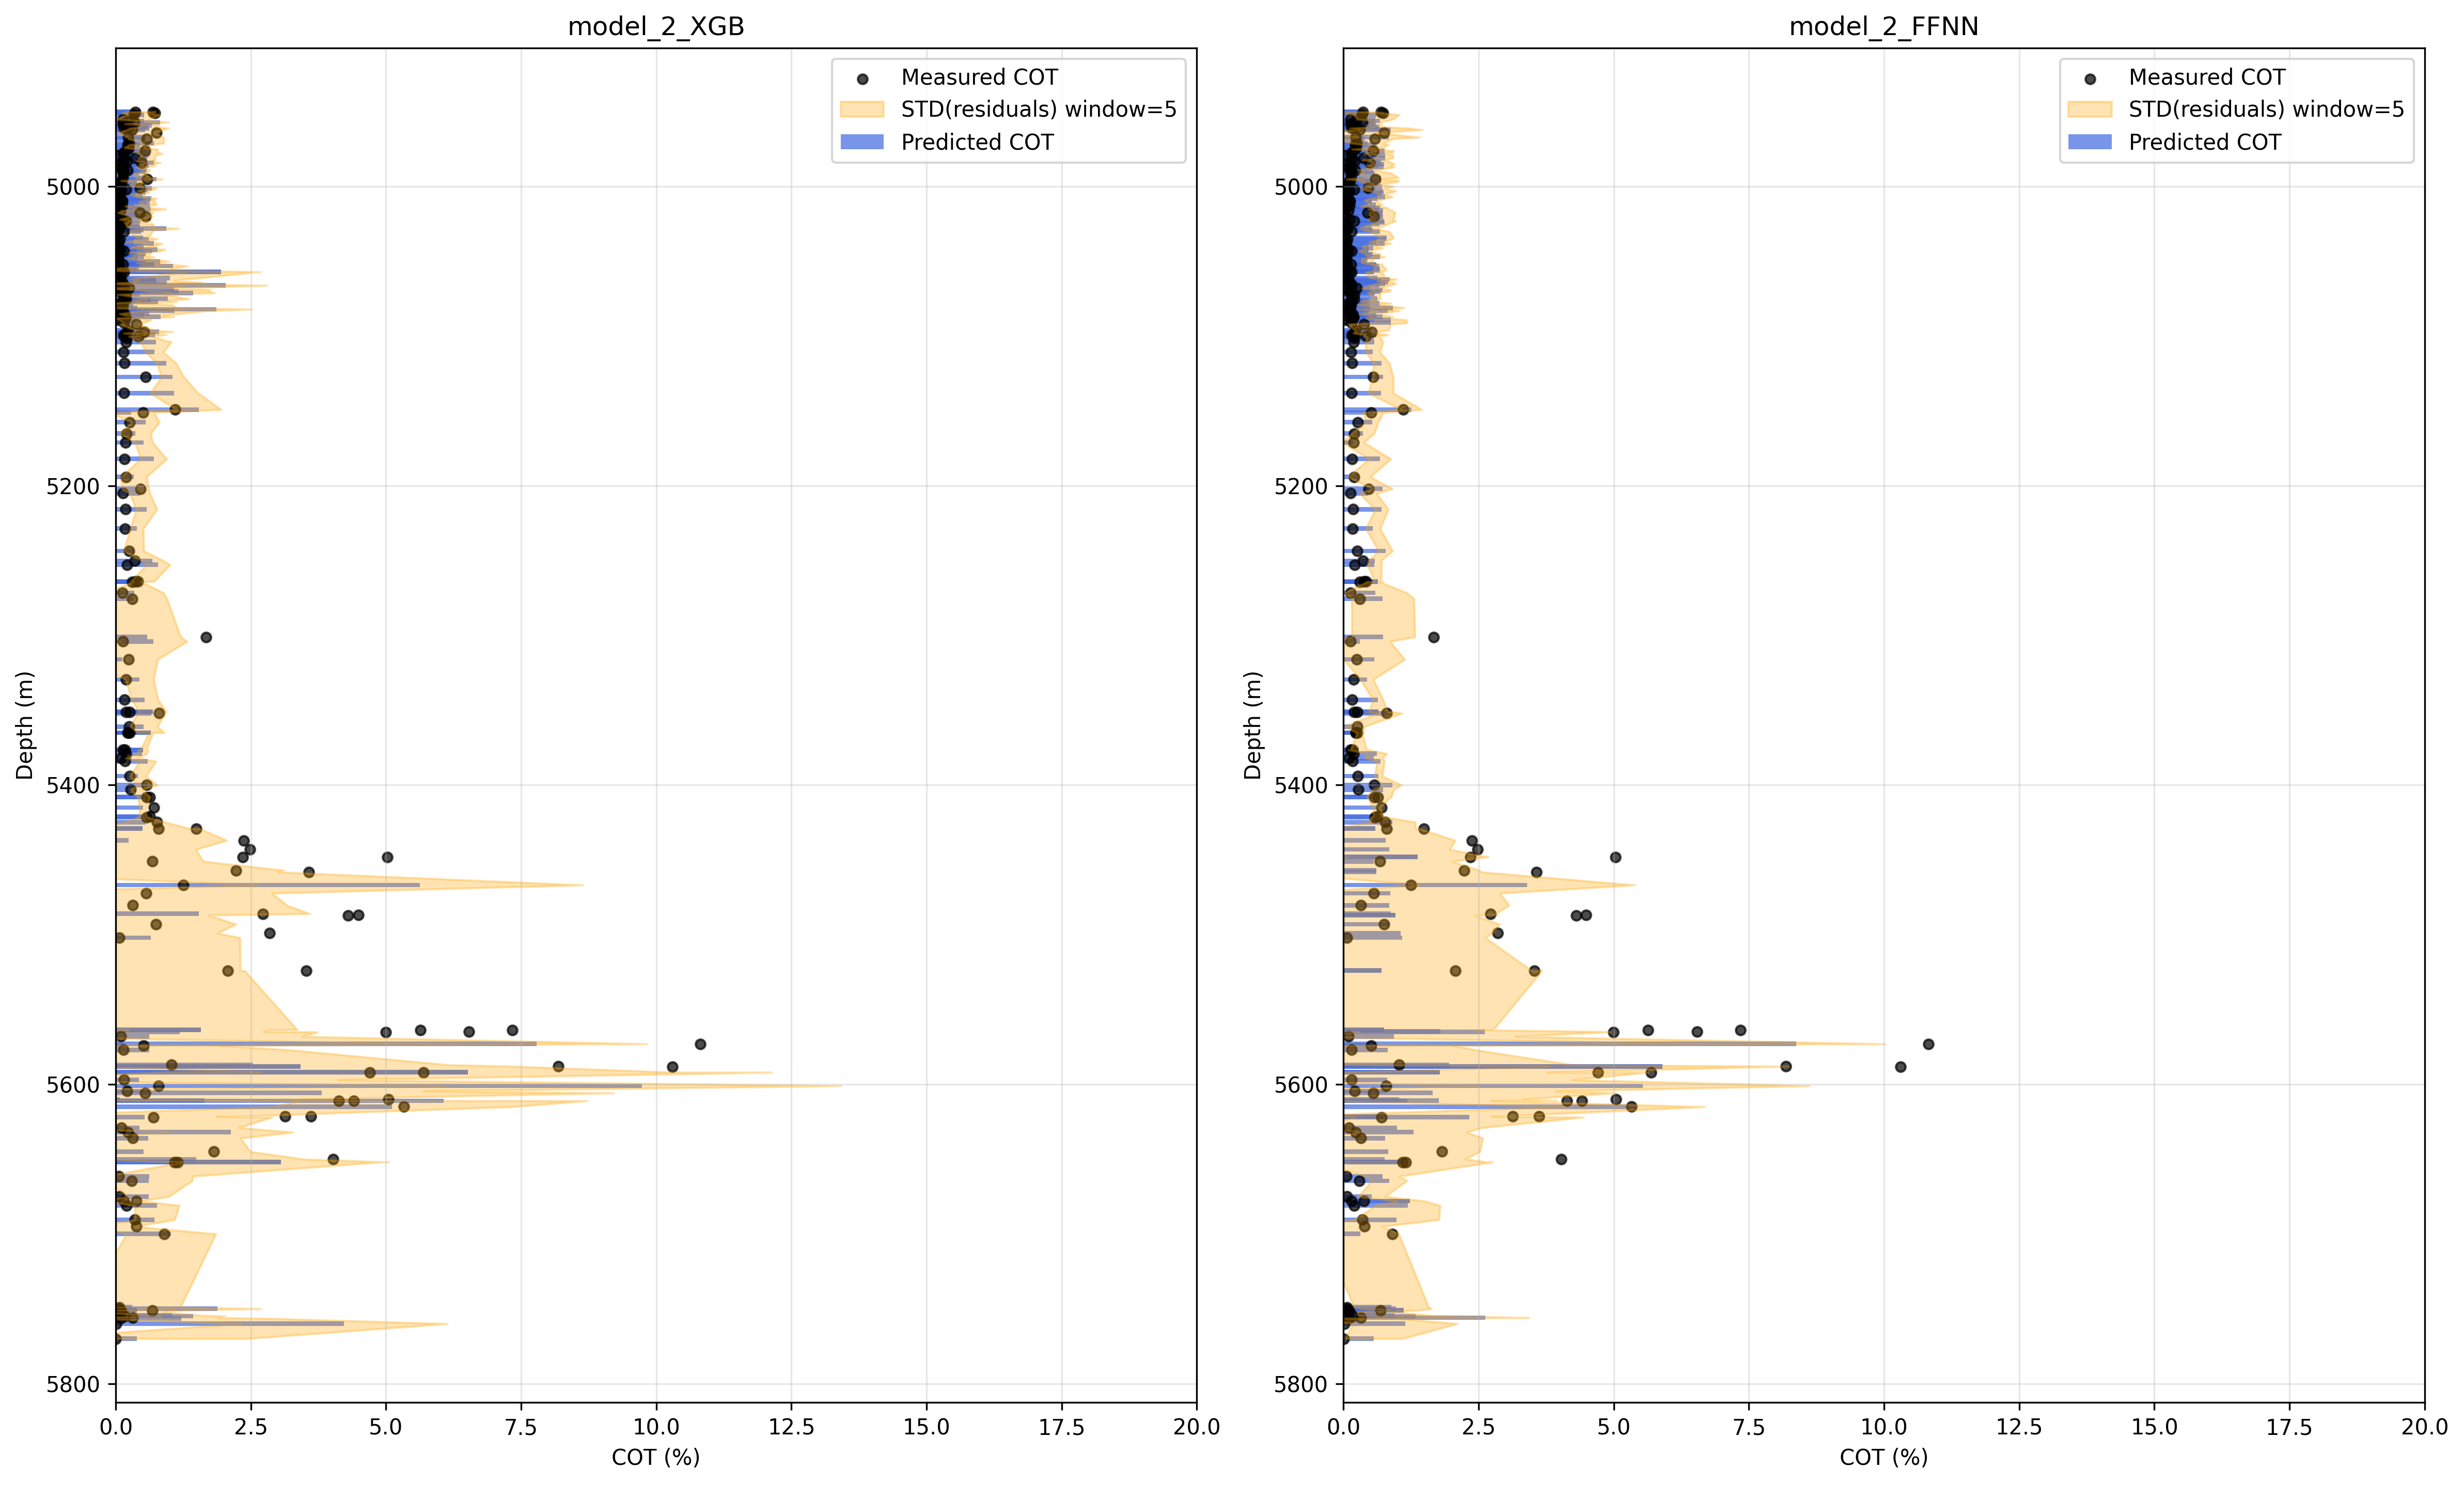 model_2_XGB
Measured COT
STD(residuals) window=5
Predicted COT
Depth (m)
5000
5200
5400
5600
5800
0.0 2.5 5.0 7.5 10.0 12.5 15.0 17.5 20.0
COT (%)
model_2_FFNN
Measured COT
STD(residuals) window=5
Predicted COT
Depth (m)
5000
5200
5400
5600
5800
0.0 2.5 5.0 7.5 10.0 12.5 15.0 17.5 20.0
COT (%)